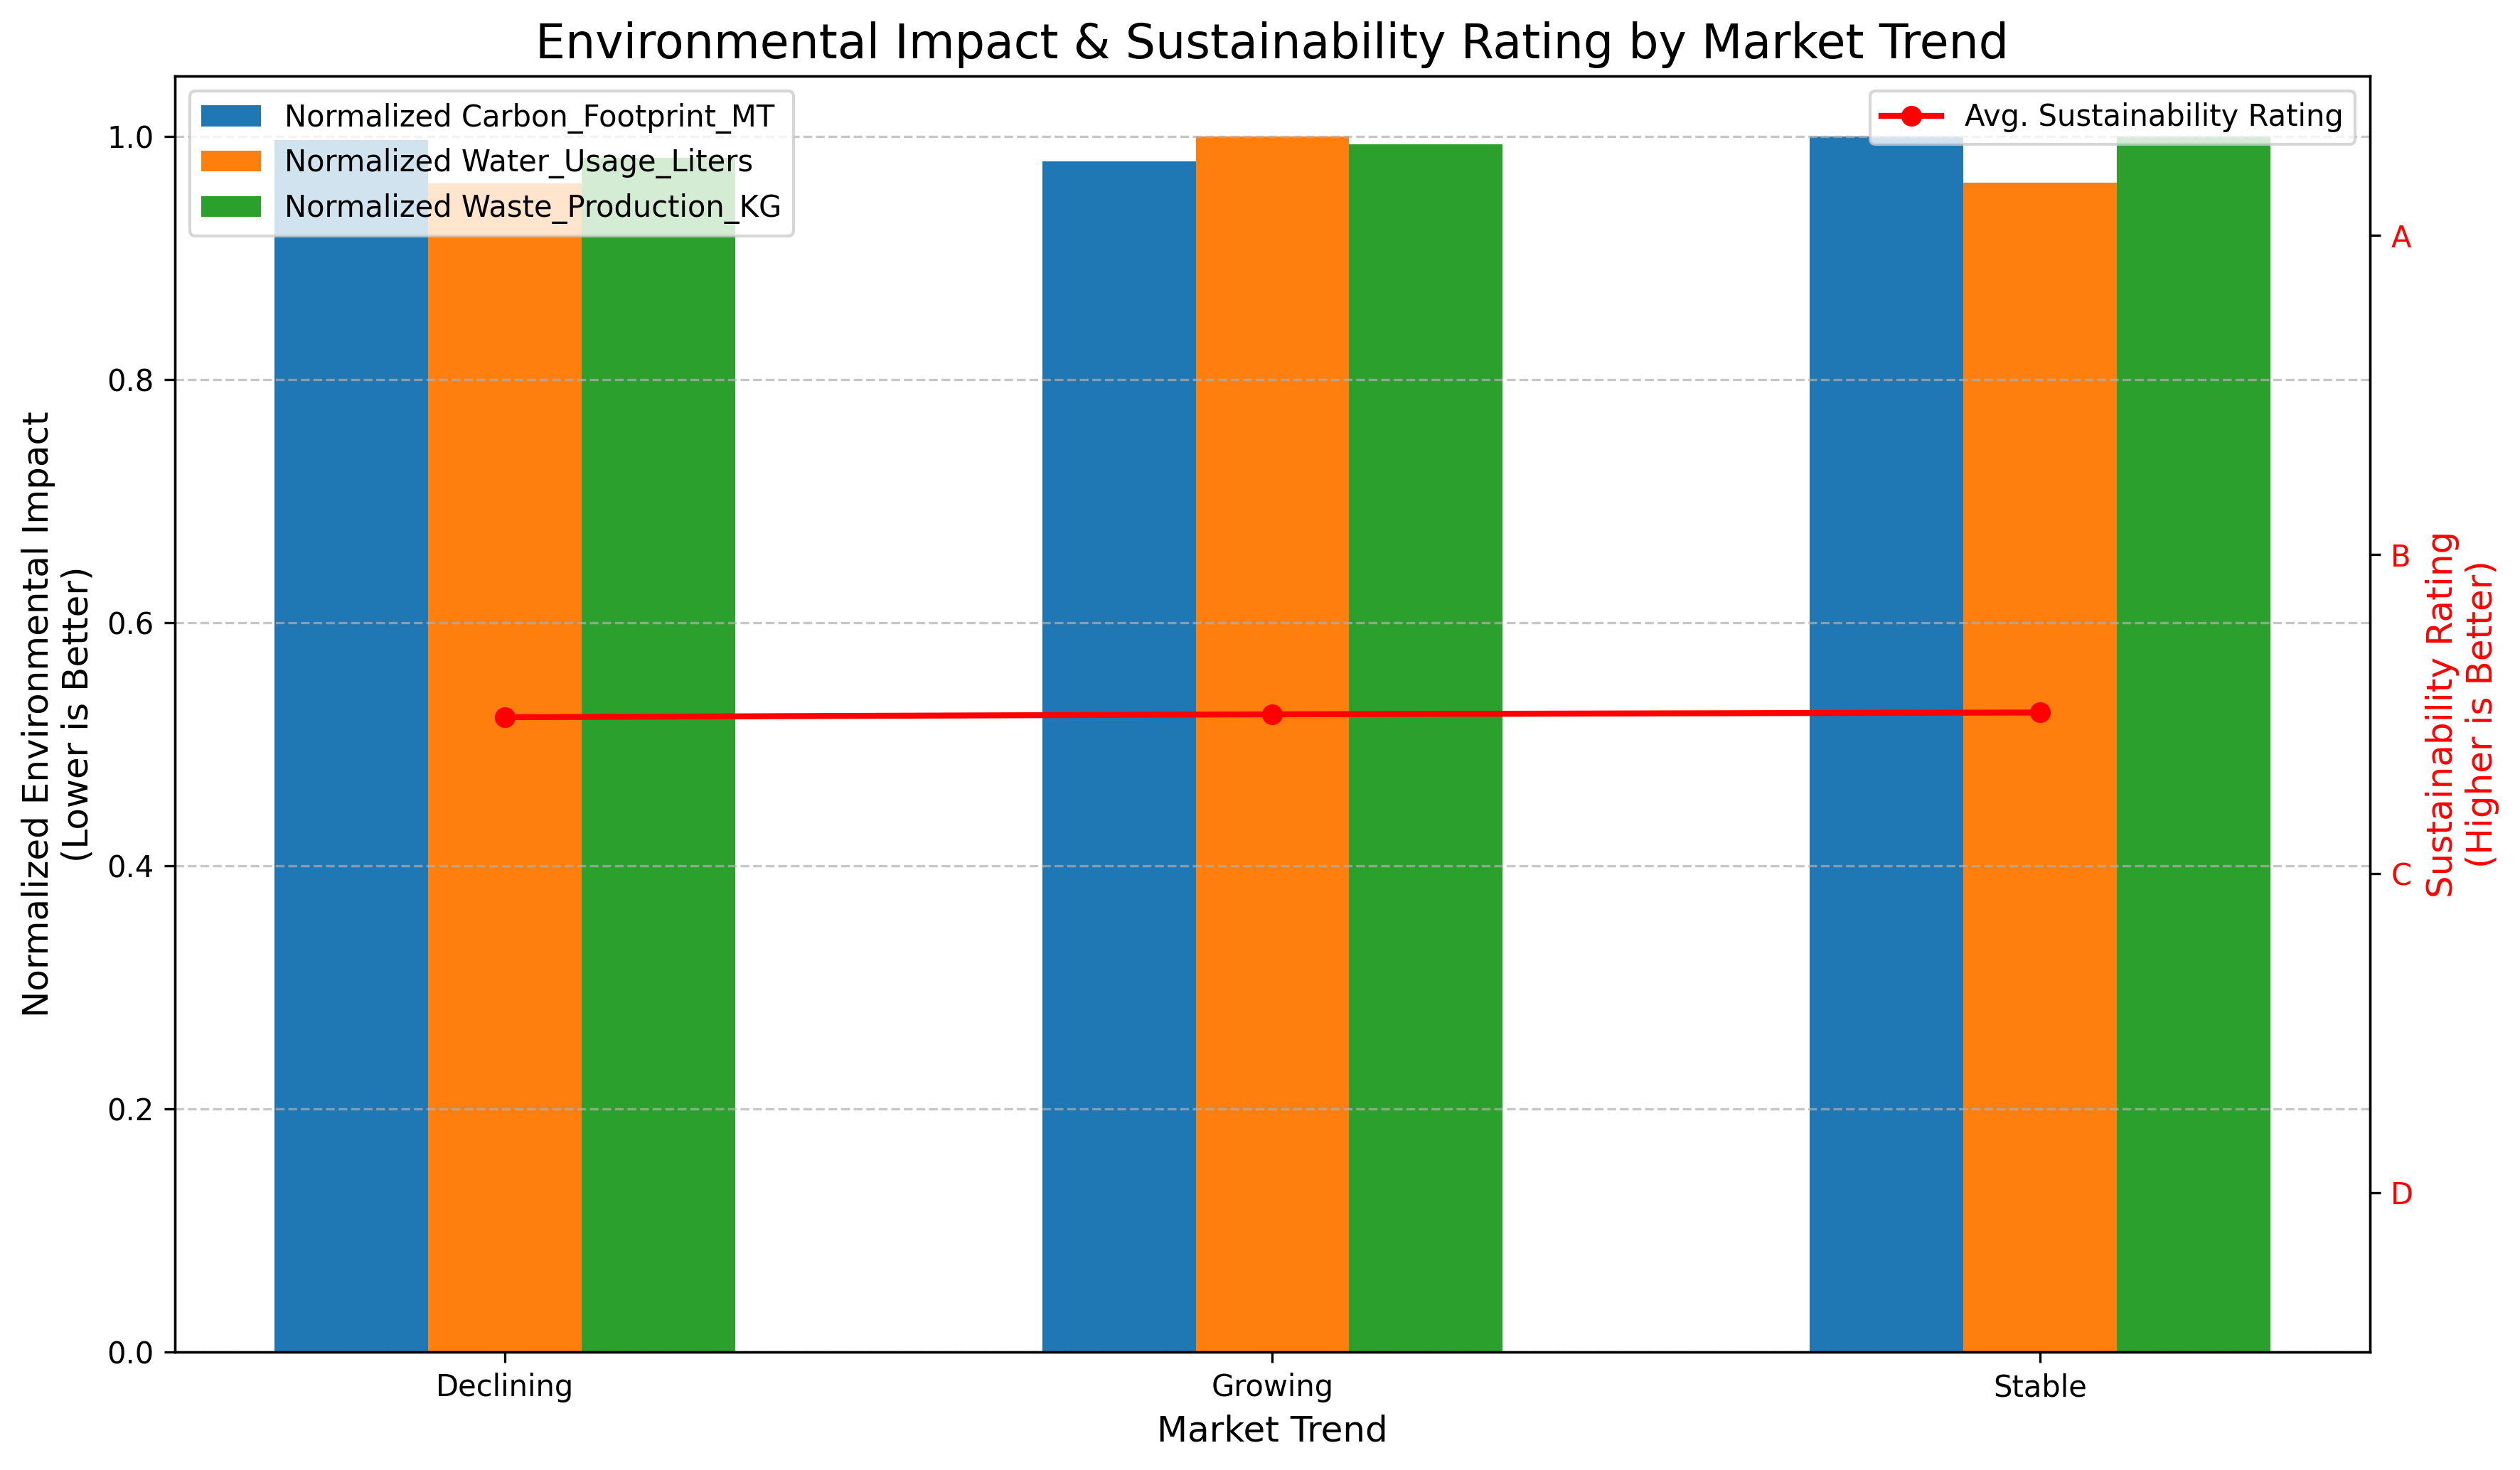 Environmental Impact & Sustainability Rating by Market Trend
Normalized Carbon_Footprint_MT
Normalized Water_Usage_Liters
Normalized Waste_Production_KG
Avg. Sustainability Rating
Normalized Environmental Impact
(Lower is Better)
1.0
0.8
0.6
0.4
0.2
0.0
A
B
C
D
Sustainability Rating
(Higher is Better)
Declining
Growing
Stable
Market Trend